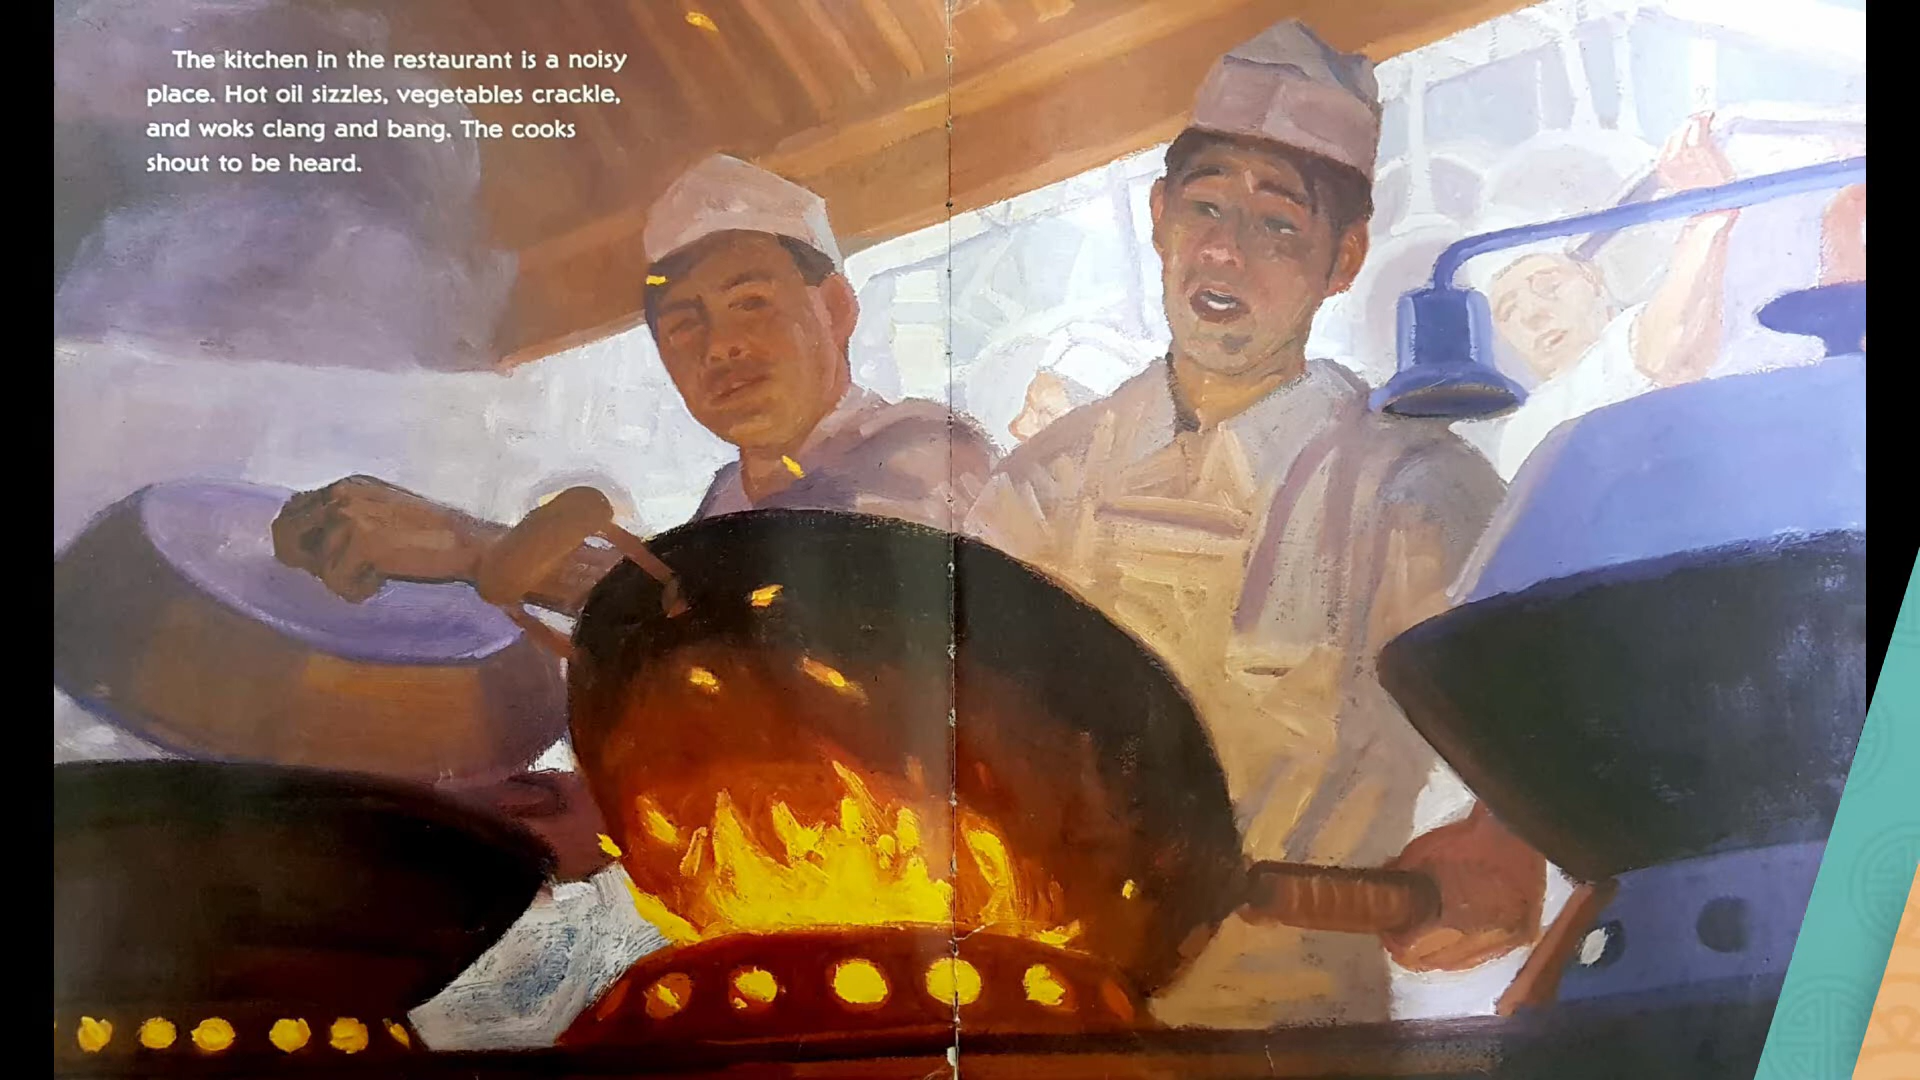 The kitchen in the restaurant is a noisy
place. Hot oil sizzles, vegetables crackle,
and woks clang and bang. The cooks
shout to be heard.